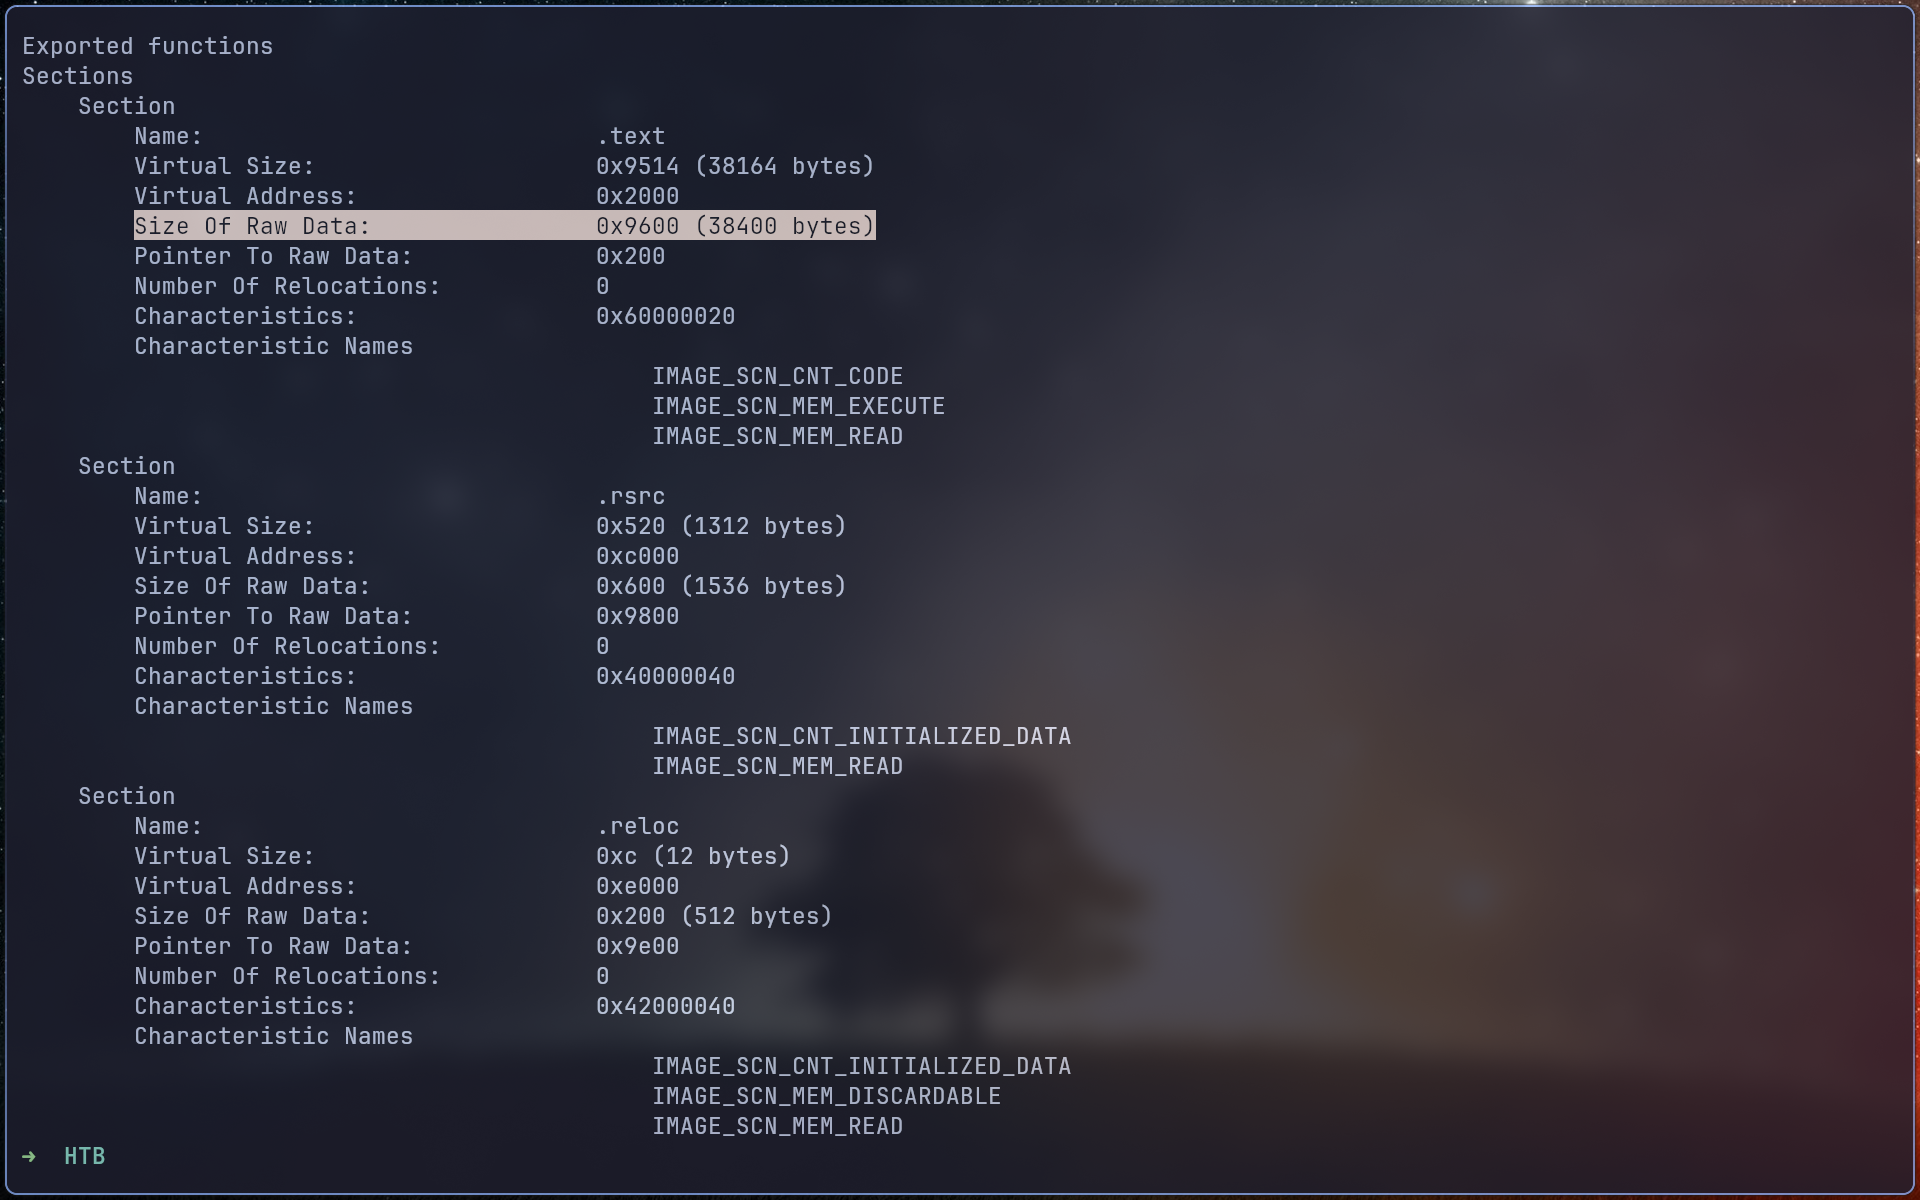 Exported functions
Sections
    Section
        Name:                            .text
        Virtual Size:                    0x9514 (38164 bytes)
        Virtual Address:                 0x2000
        Size Of Raw Data:                0x9600 (38400 bytes)
        Pointer To Raw Data:             0x200
        Number Of Relocations:           0
        Characteristics:                 0x60000020
        Characteristic Names
                                             IMAGE_SCN_CNT_CODE
                                             IMAGE_SCN_MEM_EXECUTE
                                             IMAGE_SCN_MEM_READ
    Section
        Name:                            .rsrc
        Virtual Size:                    0x520 (1312 bytes)
        Virtual Address:                 0xc000
        Size Of Raw Data:                0x600 (1536 bytes)
        Pointer To Raw Data:             0x9800
        Number Of Relocations:           0
        Characteristics:                 0x40000040
        Characteristic Names
                                             IMAGE_SCN_CNT_INITIALIZED_DATA
                                             IMAGE_SCN_MEM_READ
    Section
        Name:                            .reloc
        Virtual Size:                    0xc (12 bytes)
        Virtual Address:                 0xe000
        Size Of Raw Data:                0x200 (512 bytes)
        Pointer To Raw Data:             0x9e00
        Number Of Relocations:           0
        Characteristics:                 0x42000040
        Characteristic Names
                                             IMAGE_SCN_CNT_INITIALIZED_DATA
                                             IMAGE_SCN_MEM_DISCARDABLE
                                             IMAGE_SCN_MEM_READ
➜  HTB